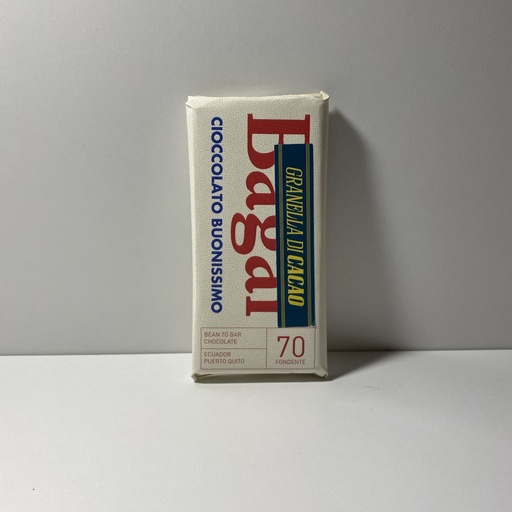 Bagai
GRANELLA DI CACAO
CIOCCOLATO BUONISSIMO
BEAN TO BAR
CHOCOLATE
ECUADOR
PUERTO QUITO
70
FONDENTE